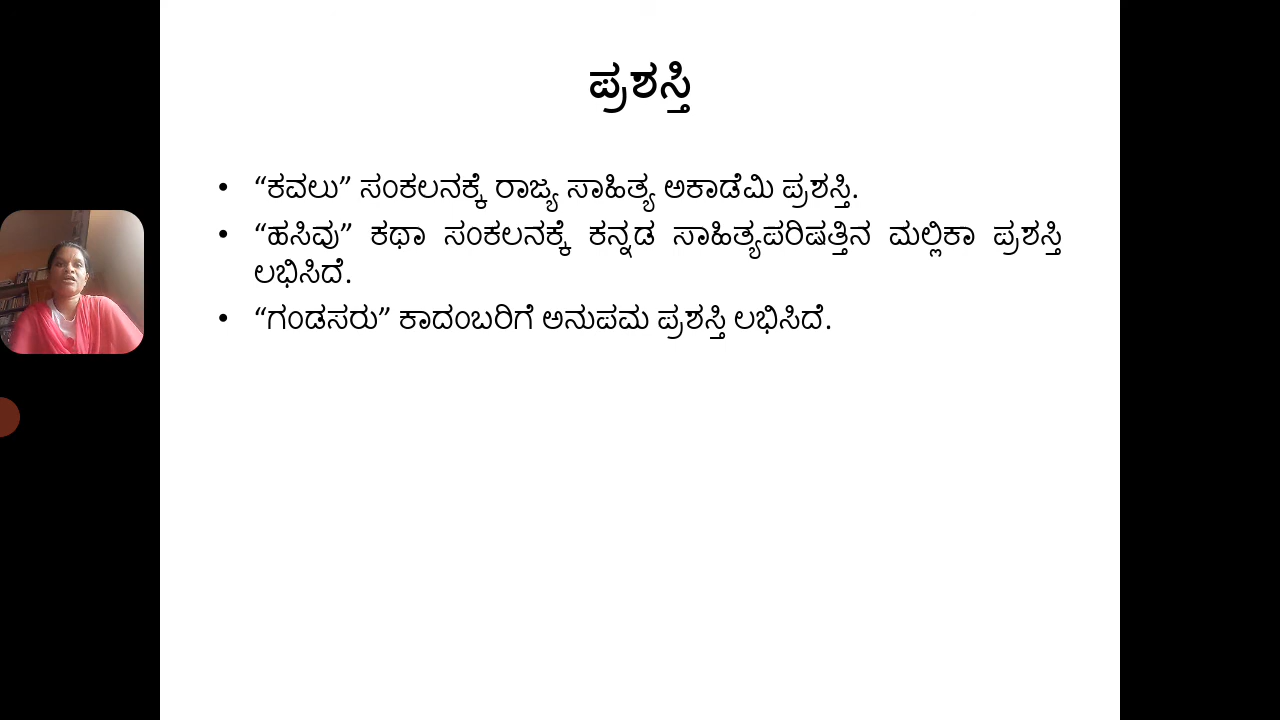 ಪ್ರಶಸ್ತಿ
• “ಕವಲು” ಸಂಕಲನಕ್ಕೆ ರಾಜ್ಯ ಸಾಹಿತ್ಯ ಅಕಾಡೆಮಿ ಪ್ರಶಸ್ತಿ.
• “ಹಸಿವು” ಕಥಾ ಸಂಕಲನಕ್ಕೆ ಕನ್ನಡ ಸಾಹಿತ್ಯಪರಿಷತ್ತಿನ ಮಲ್ಲಿಕಾ ಪ್ರಶಸ್ತಿ
ಲಭಿಸಿದೆ.
• “ಗಂಡಸರು” ಕಾದಂಬರಿಗೆ ಅನುಪಮ ಪ್ರಶಸ್ತಿ ಲಭಿಸಿದೆ.